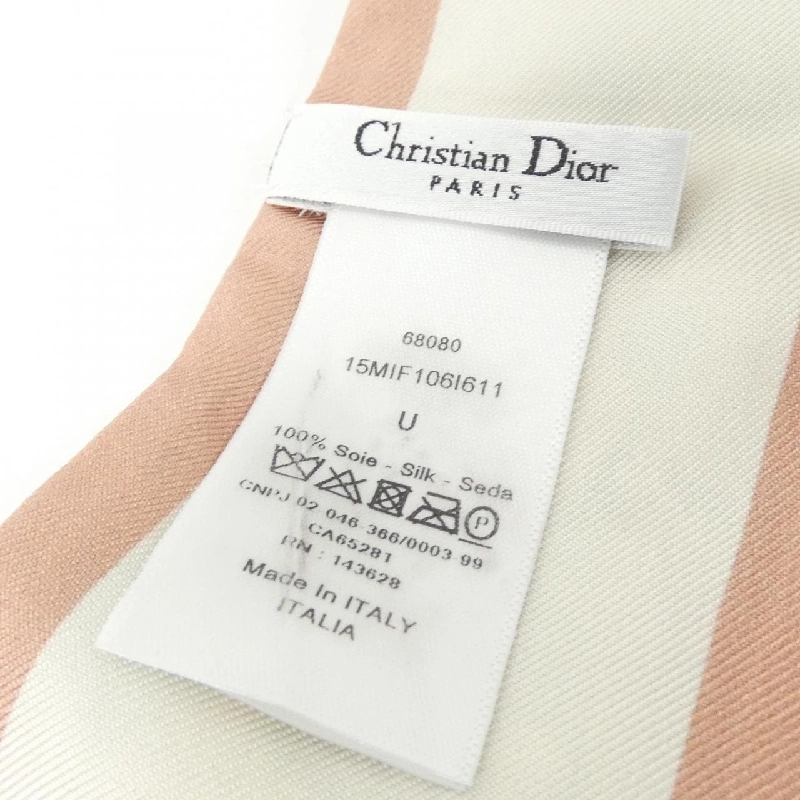 Christian Dior
PARIS
68080
15MIF106I611
U
100% Soie - Silk - Seda
P
CNPJ 02 046 366/0003 99
CA65281
RN : 143628
Made In ITALY
ITALIA